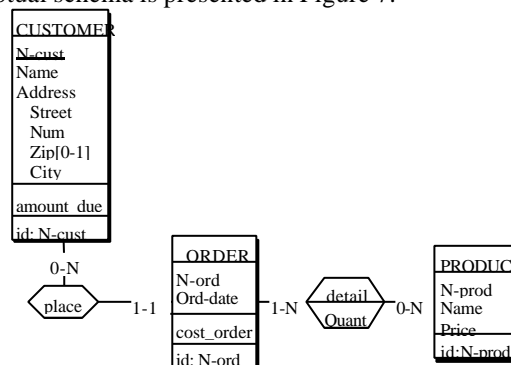 ptual schema is presented in Figure 7.
CUSTOMER
N-cust
Name
Address
Street
Num
Zip[0-1]
City
amount_due
id: N-cust
0-N
place
1-1
ORDER
N-ord
Ord-date
cost_order
id: N-ord
1-N
detail
Quant
0-N
PRODUC
N-prod
Name
Price
id:N-prod